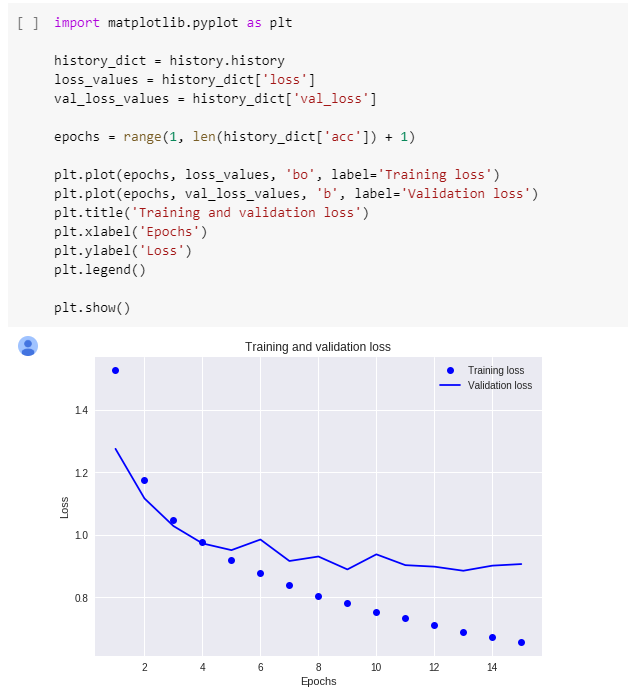 [ ] import matplotlib.pyplot as plt
history_dict = history.history
loss_values = history_dict['loss']
val_loss_values = history_dict['val_loss']
epochs = range(1, len(history_dict['acc']) + 1)
plt.plot(epochs, loss_values, 'bo', label='Training loss')
plt.plot(epochs, val_loss_values, 'b', label='Validation loss')
plt.title('Training and validation loss')
plt.xlabel('Epochs')
plt.ylabel('Loss')
plt.legend()
plt.show()
Training and validation loss
Training loss
Validation loss
1.4
1.2
1.0
0.8
Loss
2 4 6 8 10 12 14
Epochs